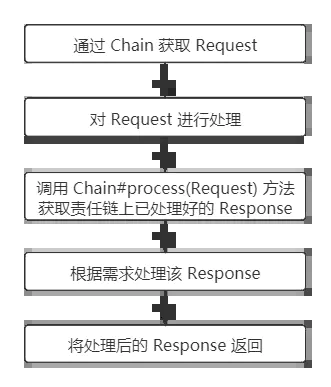 通过 Chain 获取 Request
对 Request 进行处理
调用 Chain#process(Request) 方法
获取责任链上已处理好的 Response
根据需求处理该 Response
将处理后的 Response 返回